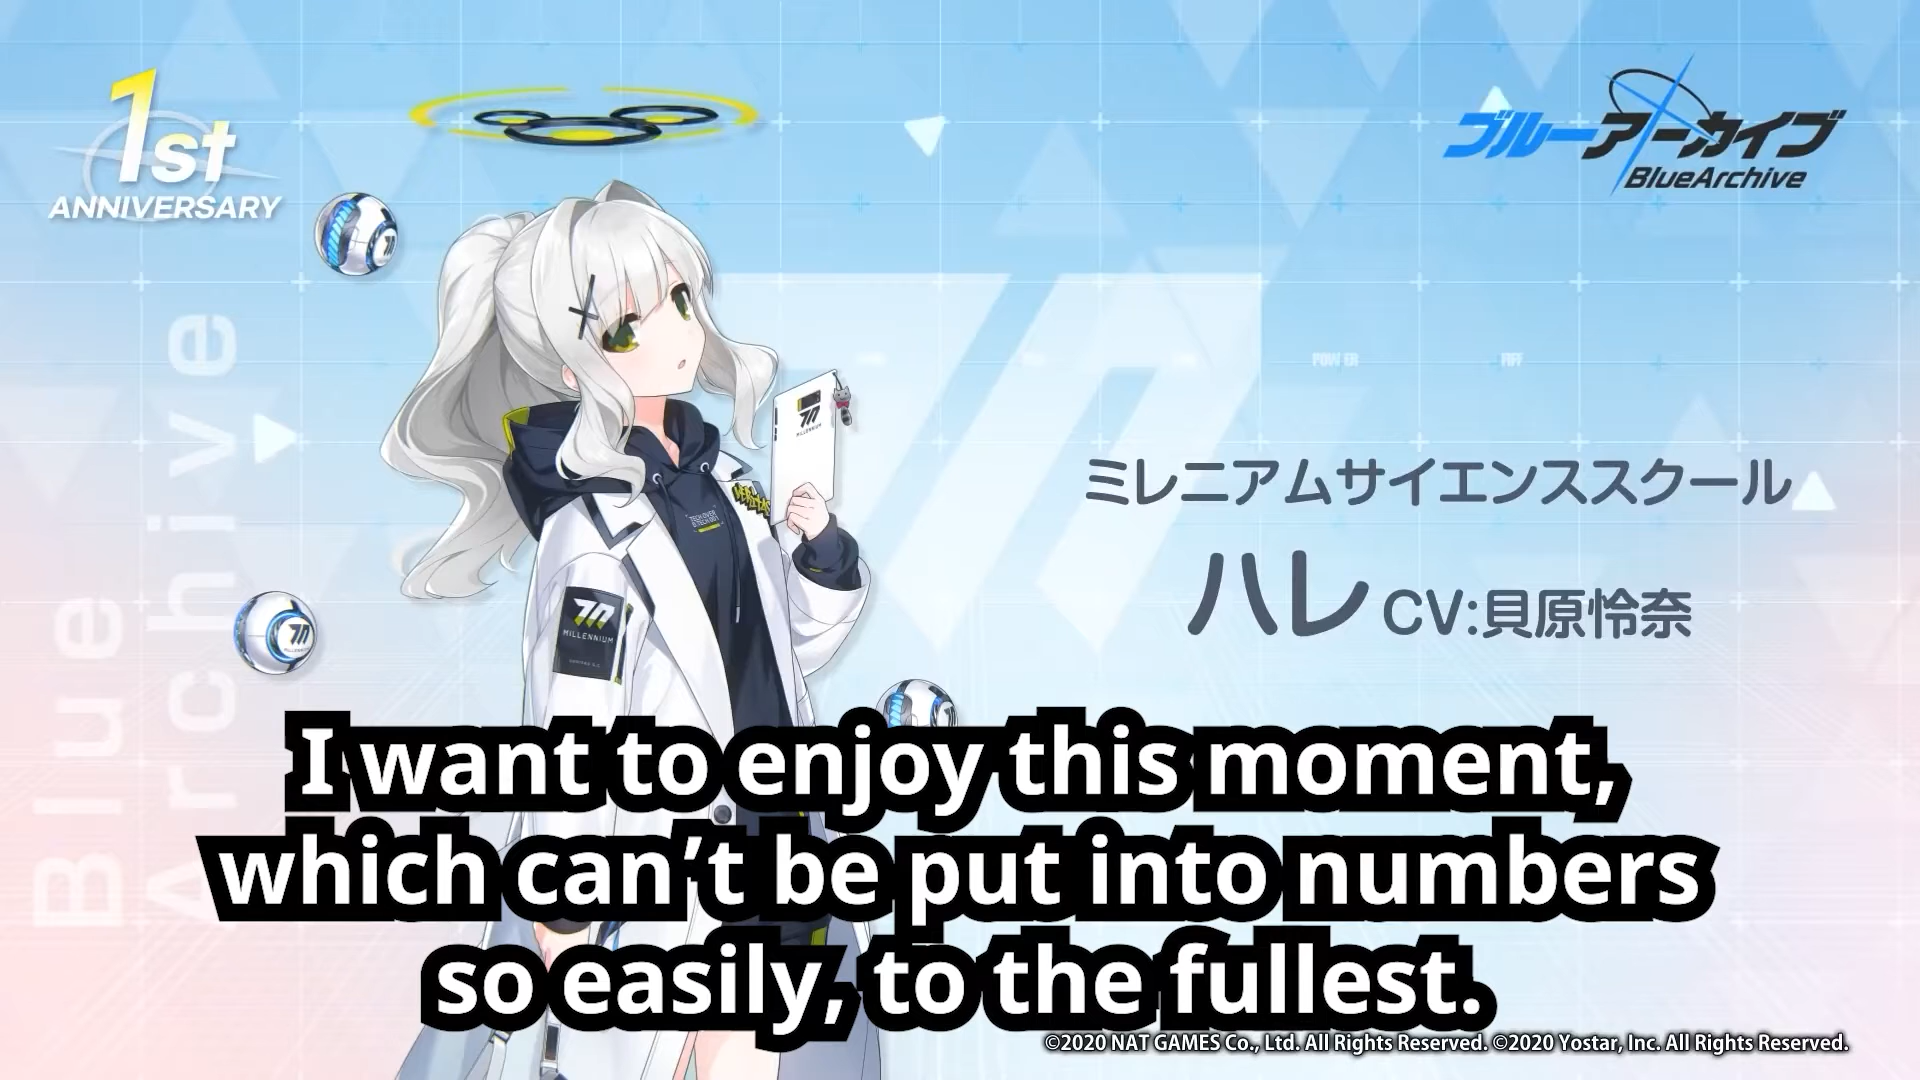 1st
ANNIVERSARY
ブルーアーカイブ
BlueArchive
Blue
Archive
MILLENNIUM
POWER
ミレニアムサイエンススクール
ハレ CV:貝原怜奈
MILLENNIUM
I want to enjoy this moment,
which can’t be put into numbers
so easily, to the fullest.
©2020 NAT GAMES Co., Ltd. All Rights Reserved. ©2020 Yostar, Inc. All Rights Reserved.